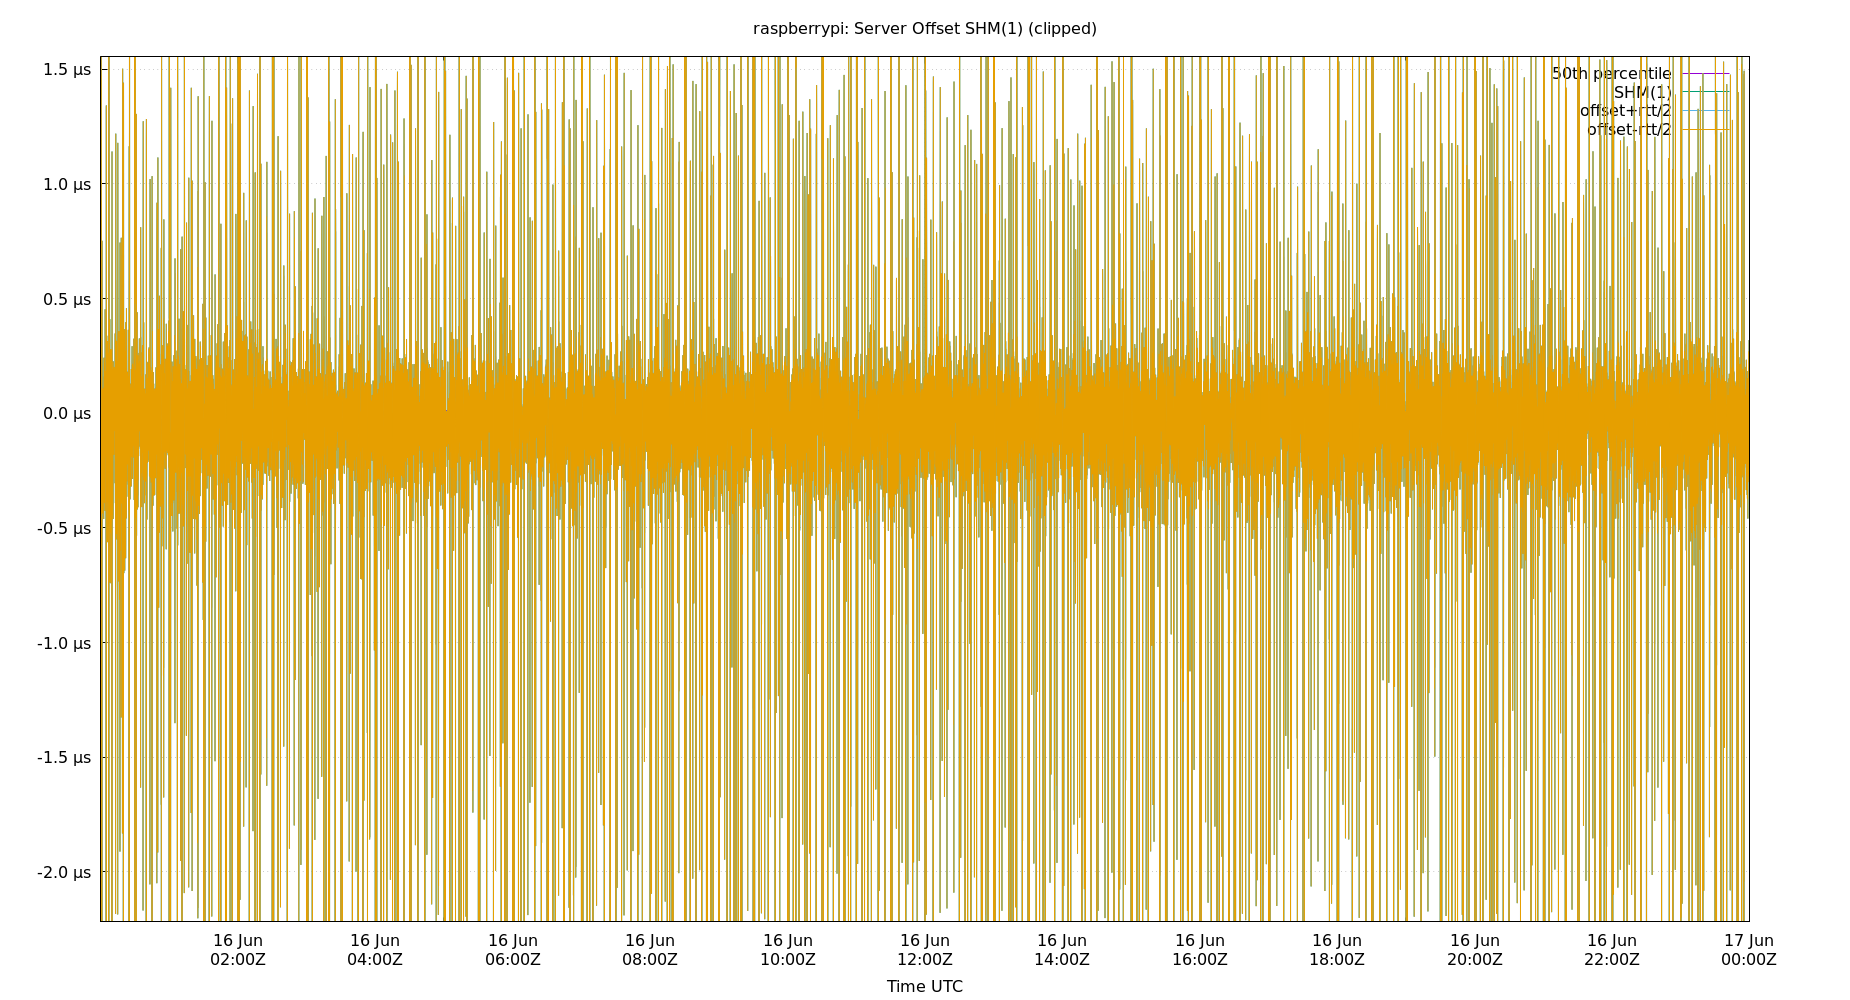 raspberrypi: Server Offset SHM(1) (clipped)
1.5 µs
1.0 µs
0.5 µs
0.0 µs
-0.5 µs
-1.0 µs
-1.5 µs
-2.0 µs
50th percentile
SHM(1)
offset+rtt/2
offset-rtt/2
16 Jun 16 Jun 16 Jun 16 Jun 16 Jun 16 Jun 16 Jun 16 Jun 16 Jun 16 Jun 16 Jun 17 Jun
02:00Z 04:00Z 06:00Z 08:00Z 10:00Z 12:00Z 14:00Z 16:00Z 18:00Z 20:00Z 22:00Z 00:00Z
Time UTC